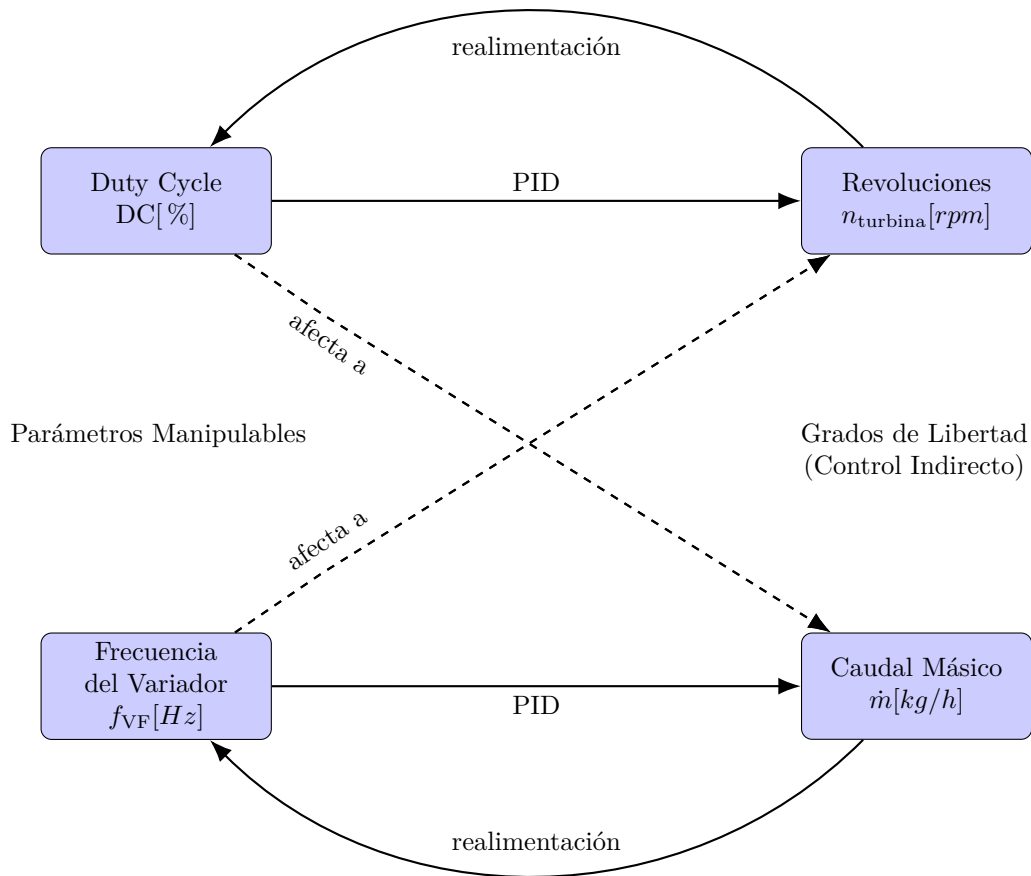 realimentación
Duty Cycle
DC[ %]
PID
Revoluciones
n_turbina[rpm]
afecta a
Parámetros Manipulables
Grados de Libertad
(Control Indirecto)
afecta a
Frecuencia
del Variador
f_VF[Hz]
PID
Caudal Másico
ṁ[kg/h]
realimentación